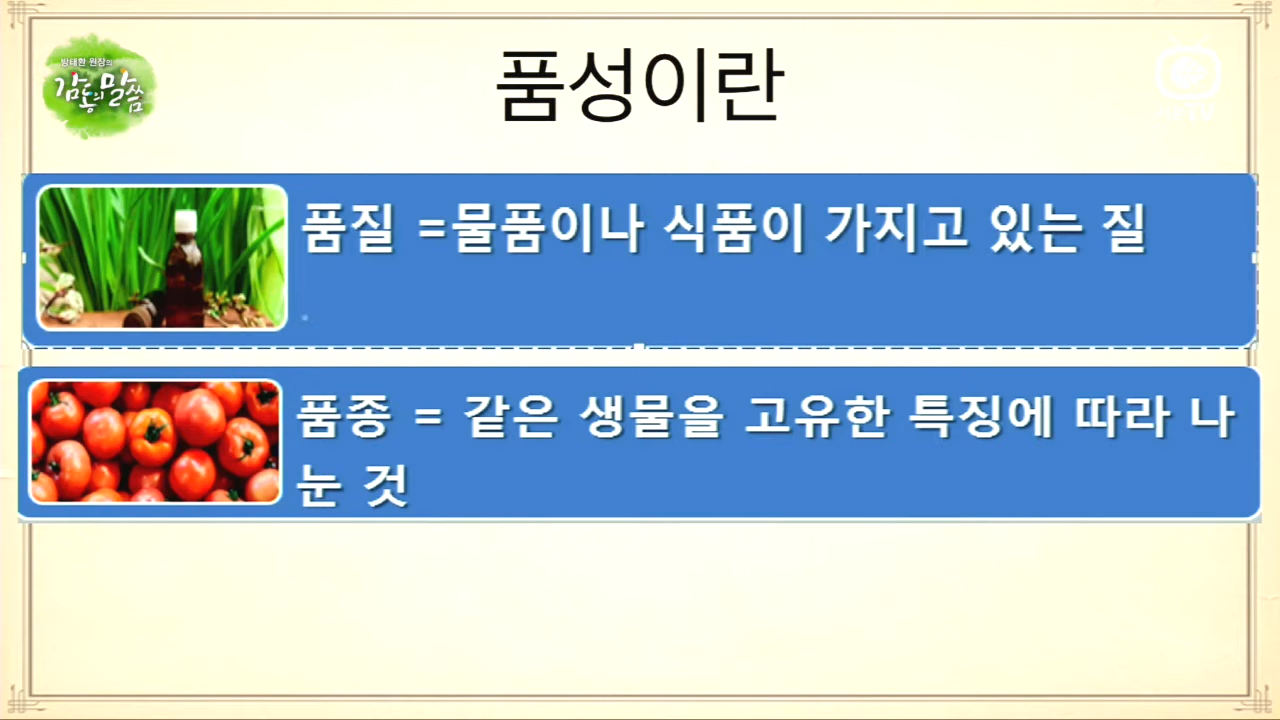 방태환 원장의
감동의 말씀
품성이란
품질 =물품이나 식품이 가지고 있는 질
품종 = 같은 생물을 고유한 특징에 따라 나
눈 것